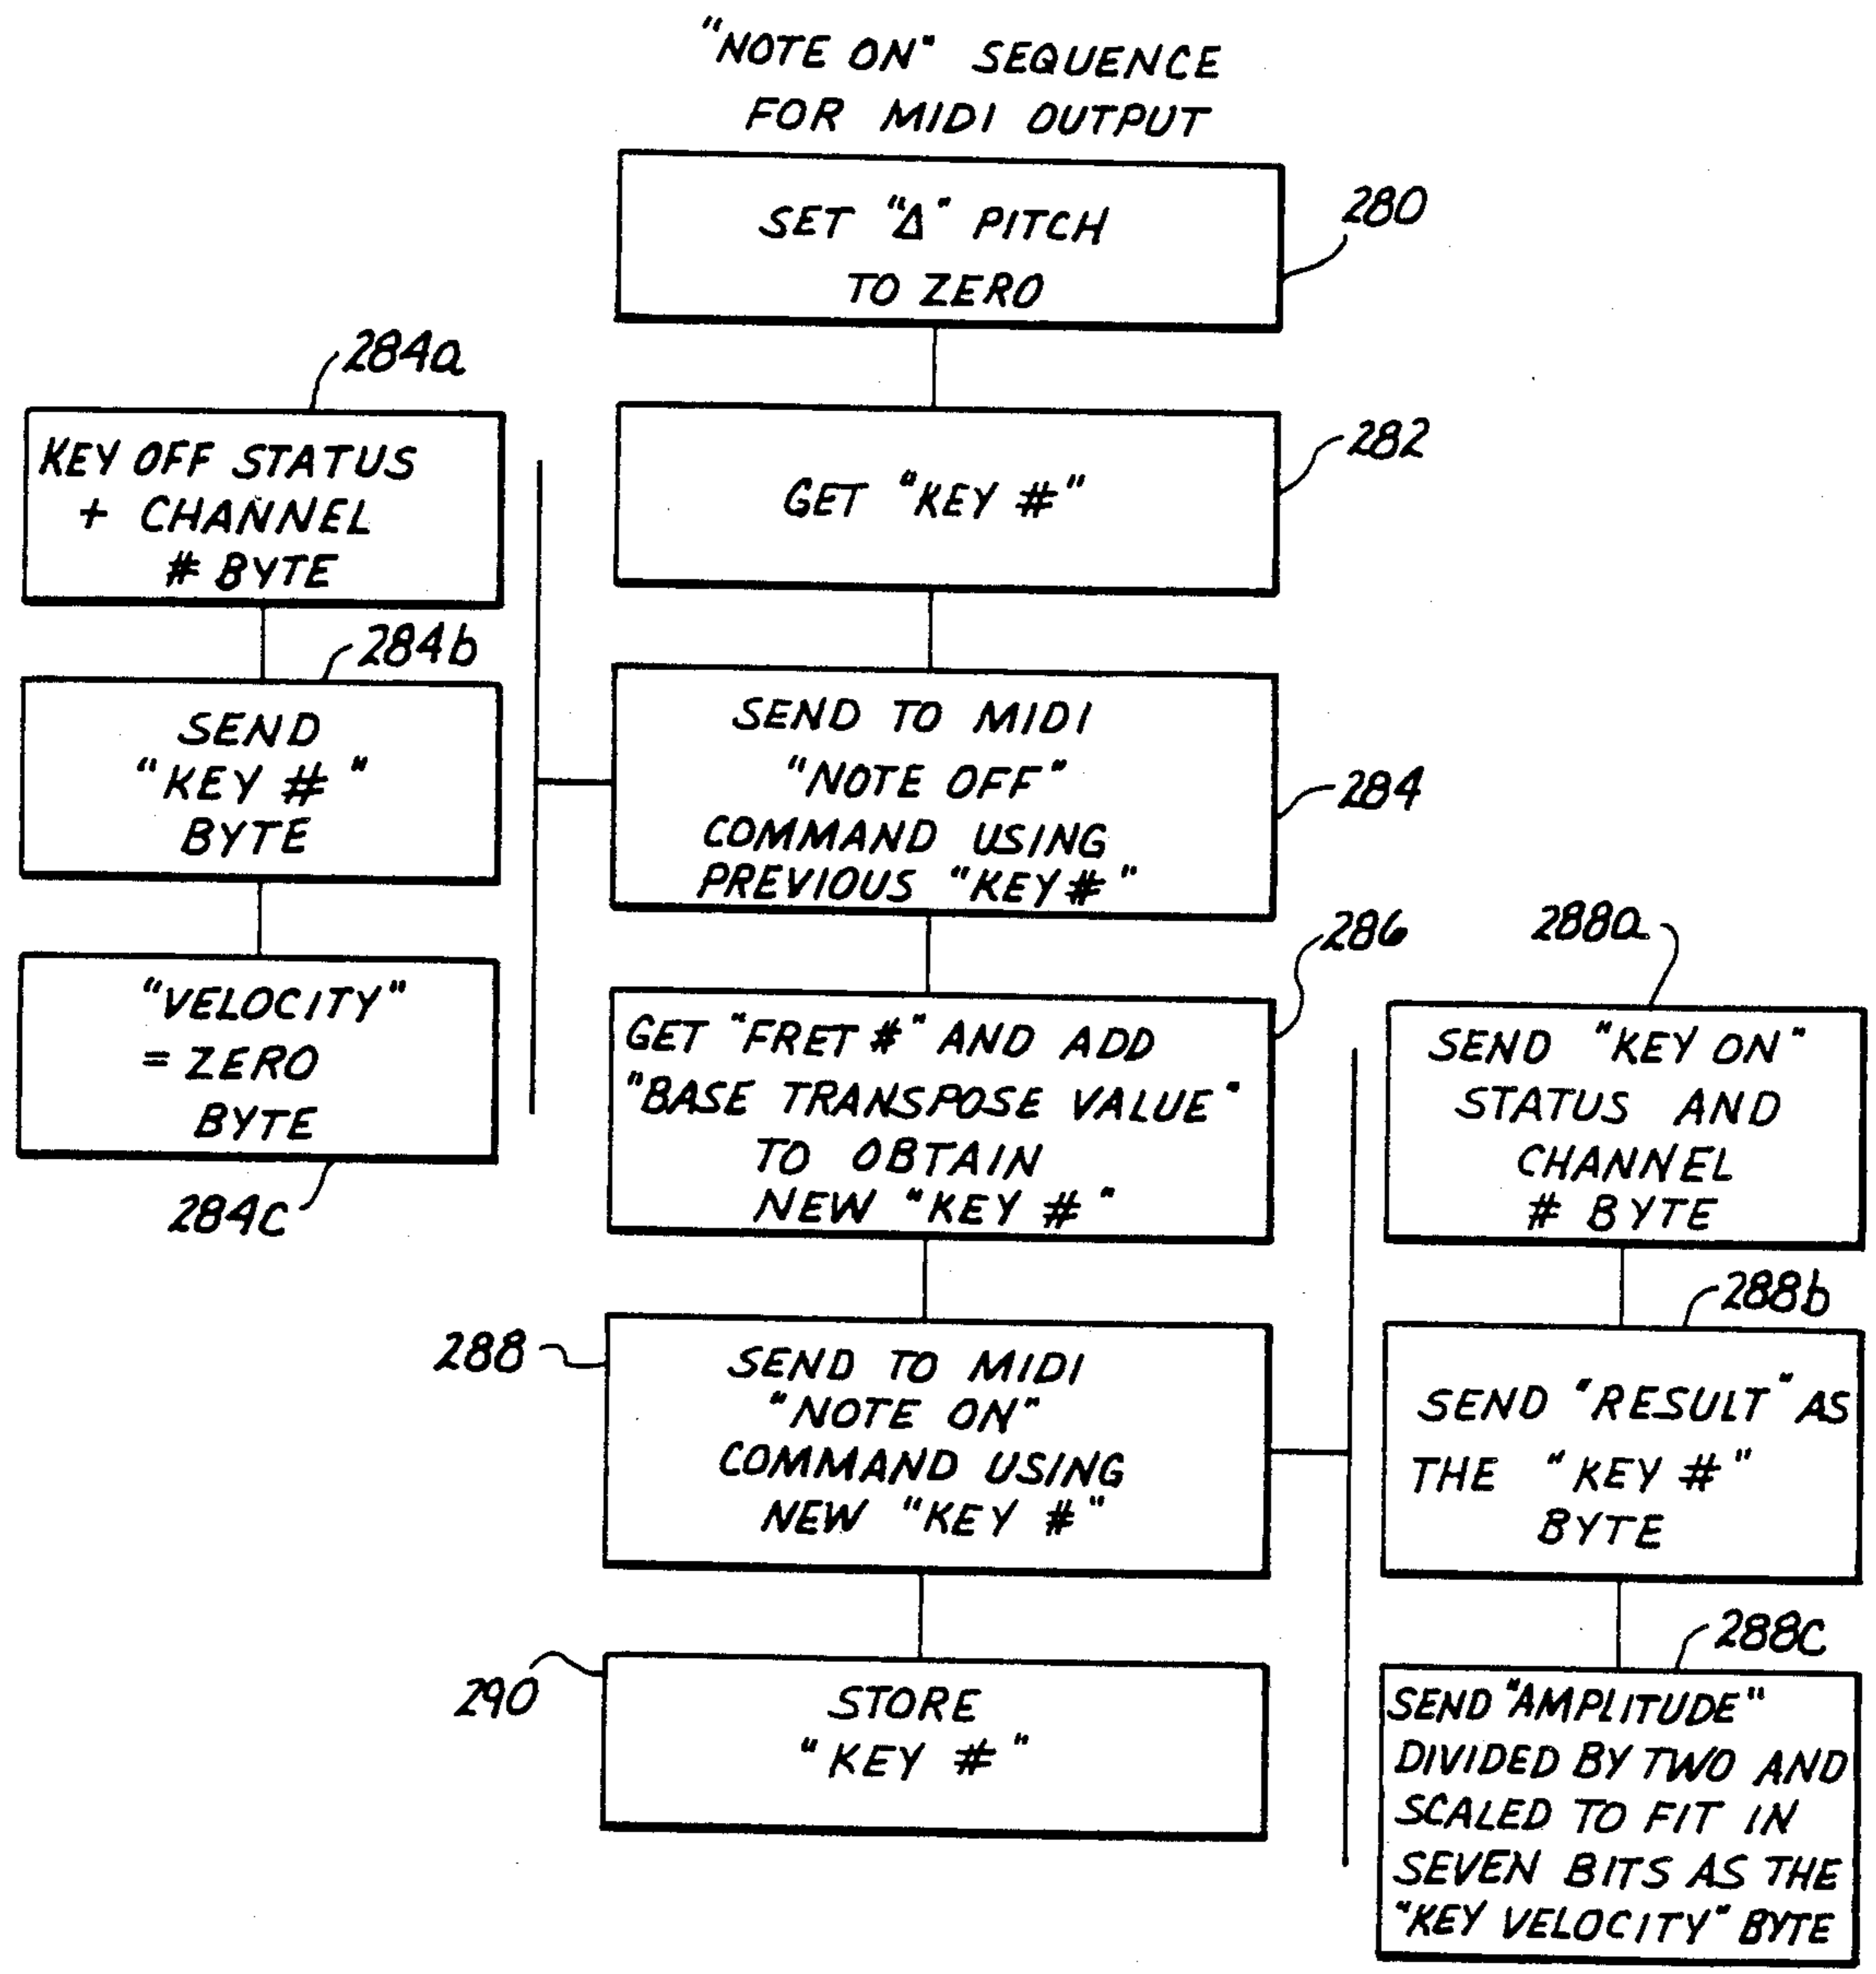 "NOTE ON" SEQUENCE
FOR MIDI OUTPUT
SET "Δ" PITCH
TO ZERO
280
GET "KEY #"
282
284a
KEY OFF STATUS
+ CHANNEL
# BYTE
284b
SEND
"KEY #"
BYTE
"VELOCITY"
= ZERO
BYTE
284c
SEND TO MIDI
"NOTE OFF"
COMMAND USING
PREVIOUS "KEY #"
284
GET "FRET #" AND ADD
"BASE TRANSPOSE VALUE"
TO OBTAIN
NEW "KEY #"
286
288
SEND TO MIDI
"NOTE ON"
COMMAND USING
NEW "KEY #"
288a
SEND "KEY ON"
STATUS AND
CHANNEL
# BYTE
288b
SEND "RESULT" AS
THE "KEY #"
BYTE
288c
SEND "AMPLITUDE"
DIVIDED BY TWO AND
SCALED TO FIT IN
SEVEN BITS AS THE
"KEY VELOCITY" BYTE
290
STORE
"KEY #"